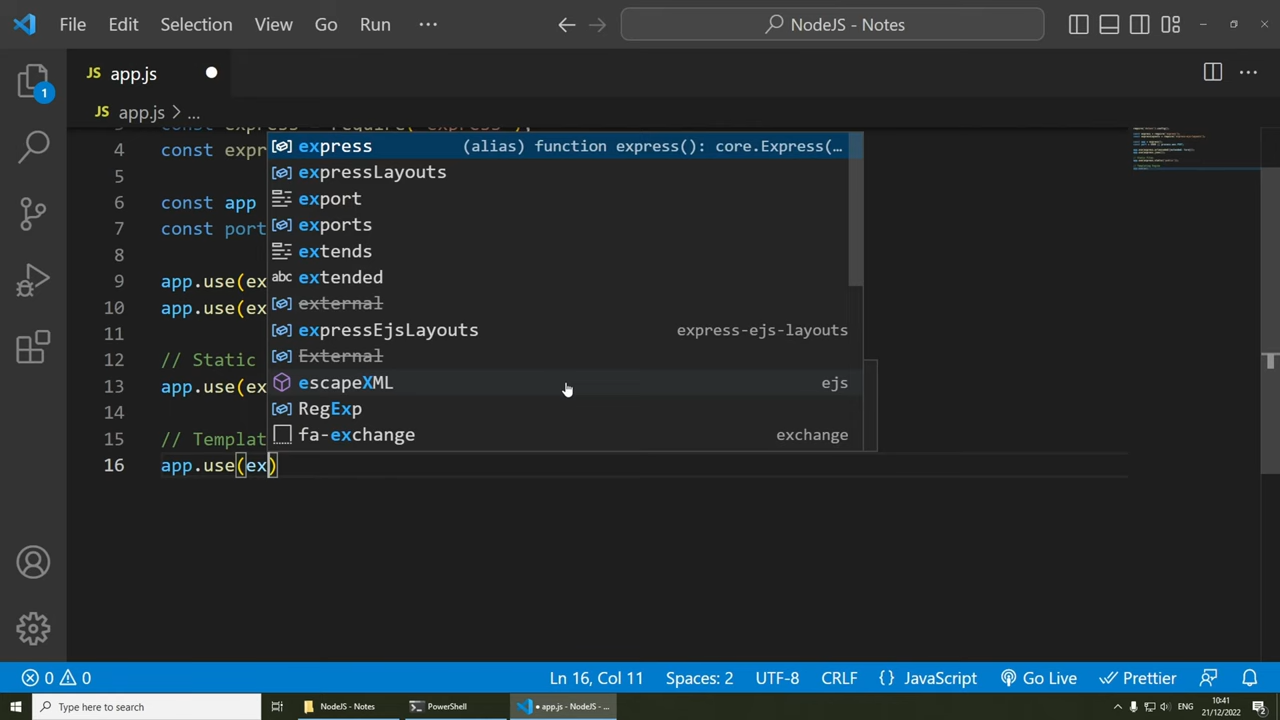 File Edit Selection View Go Run ··· NodeJS - Notes
JS app.js
JS app.js > ...
1
4 const expr
5
6 const app
7 const port
8
9 app.use(ex
10 app.use(ex
11
12 // Static
13 app.use(ex
14
15 // Templat
16 app.use(ex)
express (alias) function express(): core.Express(…
expressLayouts
export
exports
extends
abc extended
external
expressEjsLayouts express-ejs-layouts
External
escapeXML ejs
RegExp
fa-exchange exchange
0 0 Ln 16, Col 11 Spaces: 2 UTF-8 CRLF {} JavaScript Go Live Prettier
Type here to search NodeJS - Notes PowerShell app.js - NodeJS - ... ENG 10:41
21/12/2022 2